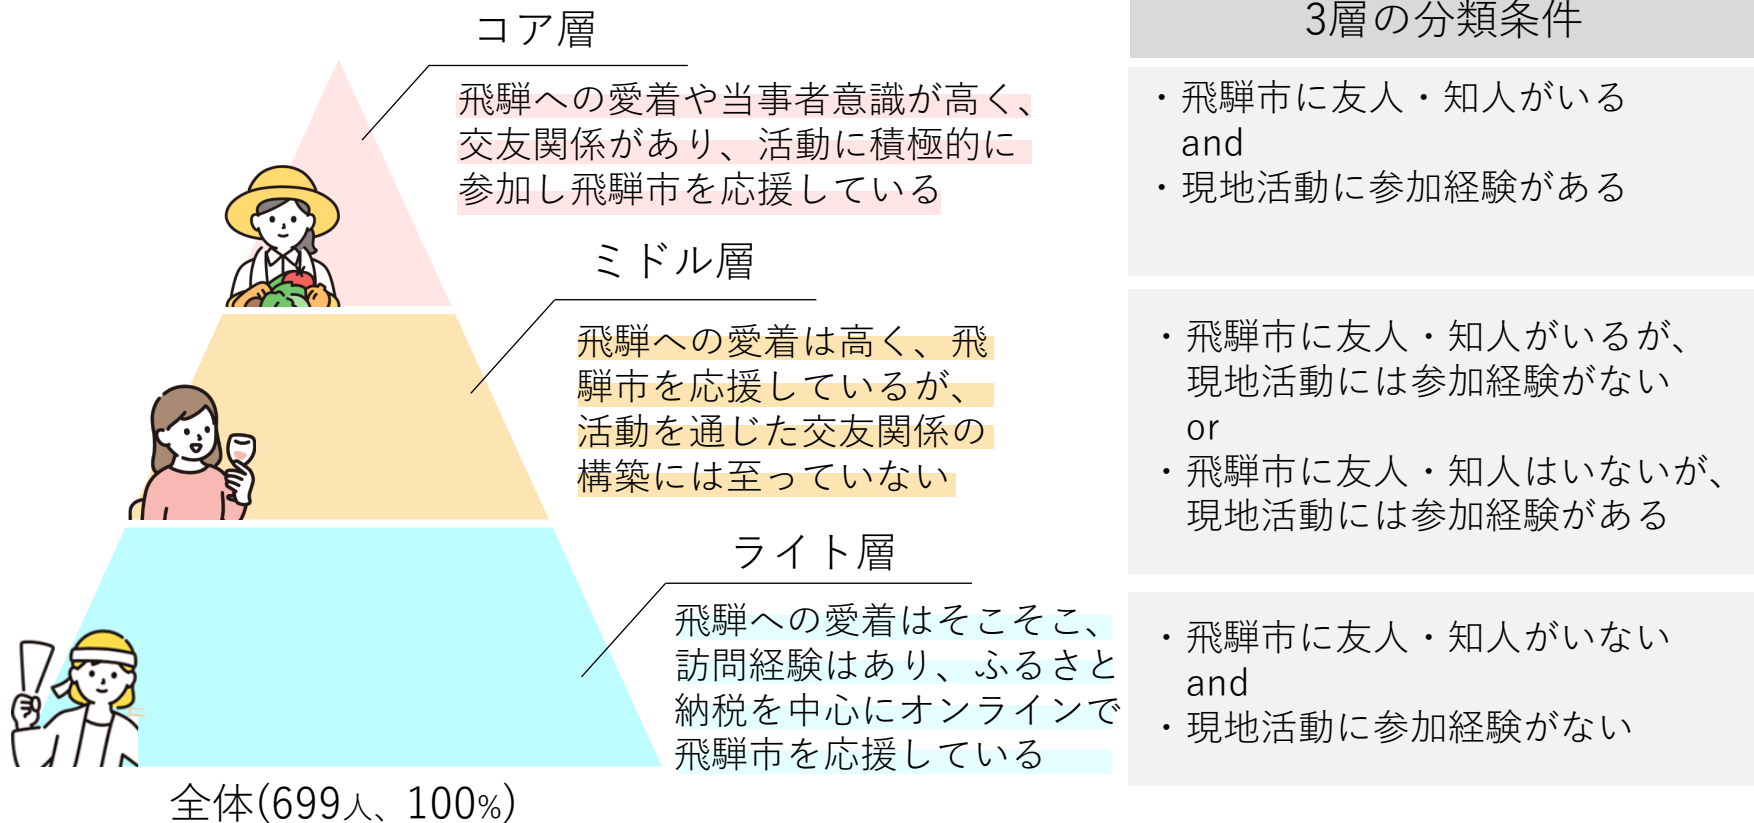 コア層
飛騨への愛着や当事者意識が高く、
交友関係があり、活動に積極的に
参加し飛騨市を応援している
ミドル層
飛騨への愛着は高く、飛
騨市を応援しているが、
活動を通じた交友関係の
構築には至っていない
ライト層
飛騨への愛着はそこそこ、
訪問経験はあり、ふるさと
納税を中心にオンラインで
飛騨市を応援している
全体(699人、100%)
3層の分類条件
・飛騨市に友人・知人がいる
and
・現地活動に参加経験がある
・飛騨市に友人・知人がいるが、
現地活動には参加経験がない
or
・飛騨市に友人・知人はいないが、
現地活動には参加経験がある
・飛騨市に友人・知人がいない
and
・現地活動に参加経験がない